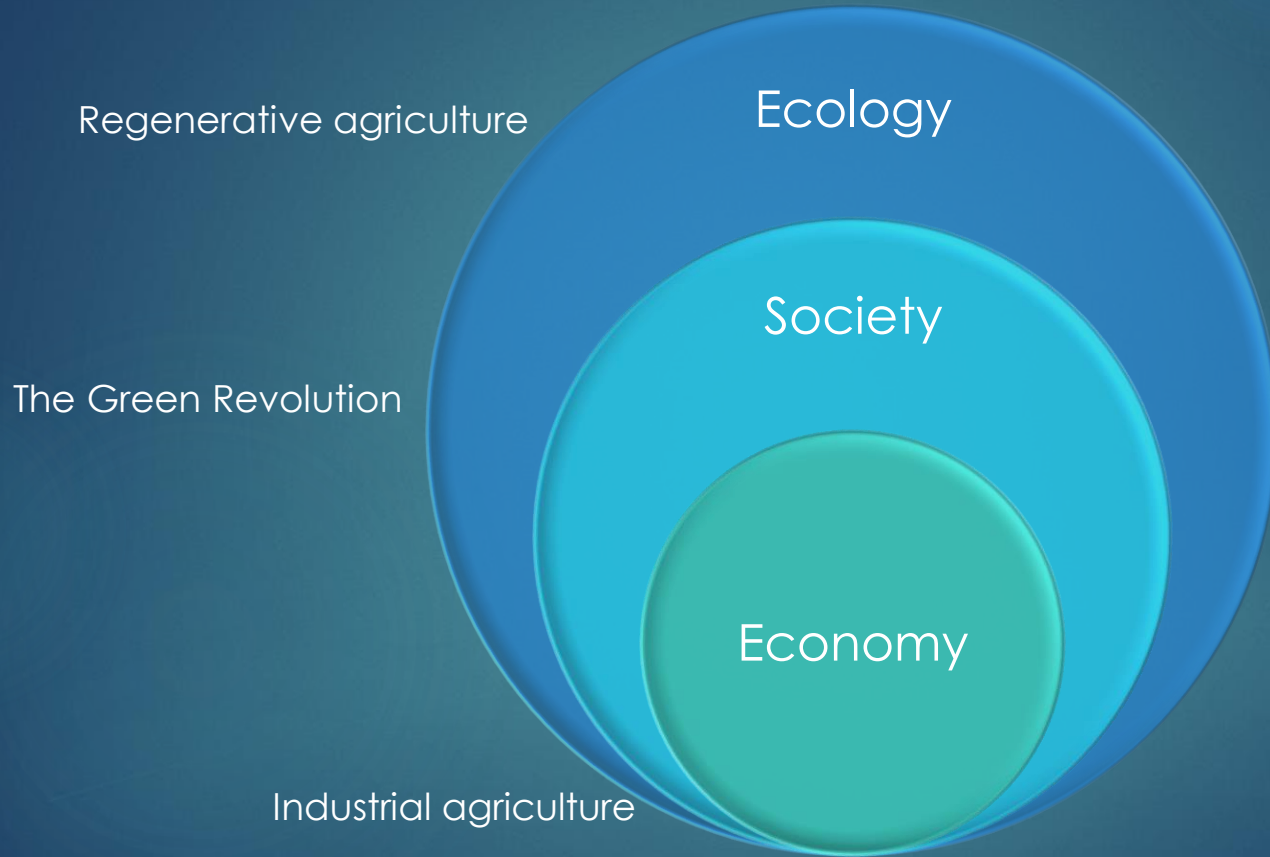 Ecology
Regenerative agriculture
Society
The Green Revolution
Economy
Industrial agriculture